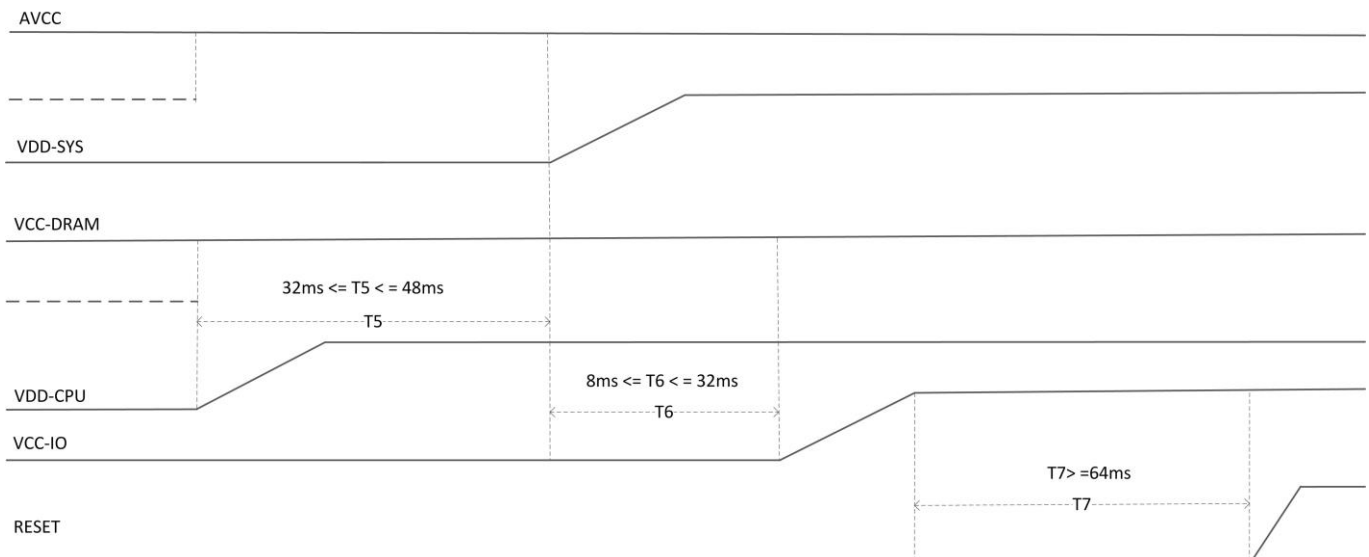 AVCC
VDD-SYS
VCC-DRAM
32ms <= T5 < = 48ms
T5
8ms <= T6 < = 32ms
VDD-CPU
T6
VCC-IO
T7> =64ms
T7
RESET